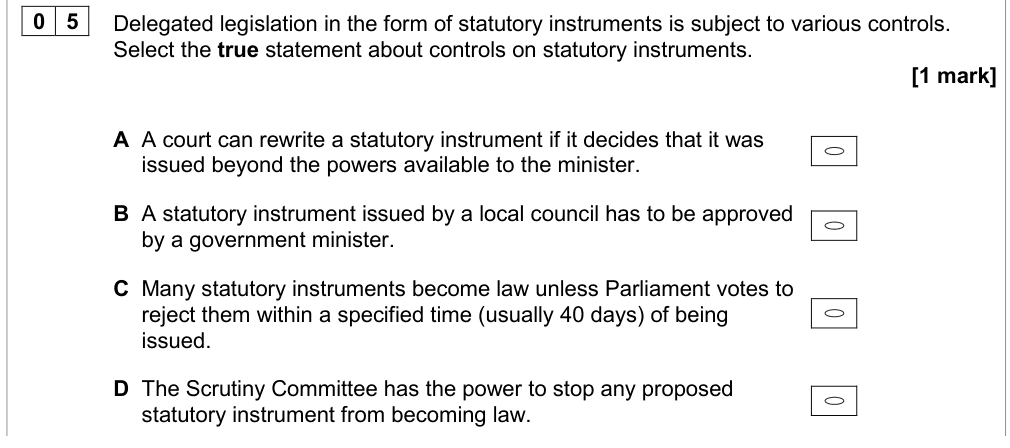 0 5 Delegated legislation in the form of statutory instruments is subject to various controls.
Select the true statement about controls on statutory instruments.
[1 mark]
A A court can rewrite a statutory instrument if it decides that it was
issued beyond the powers available to the minister.
B A statutory instrument issued by a local council has to be approved
by a government minister.
C Many statutory instruments become law unless Parliament votes to
reject them within a specified time (usually 40 days) of being
issued.
D The Scrutiny Committee has the power to stop any proposed
statutory instrument from becoming law.